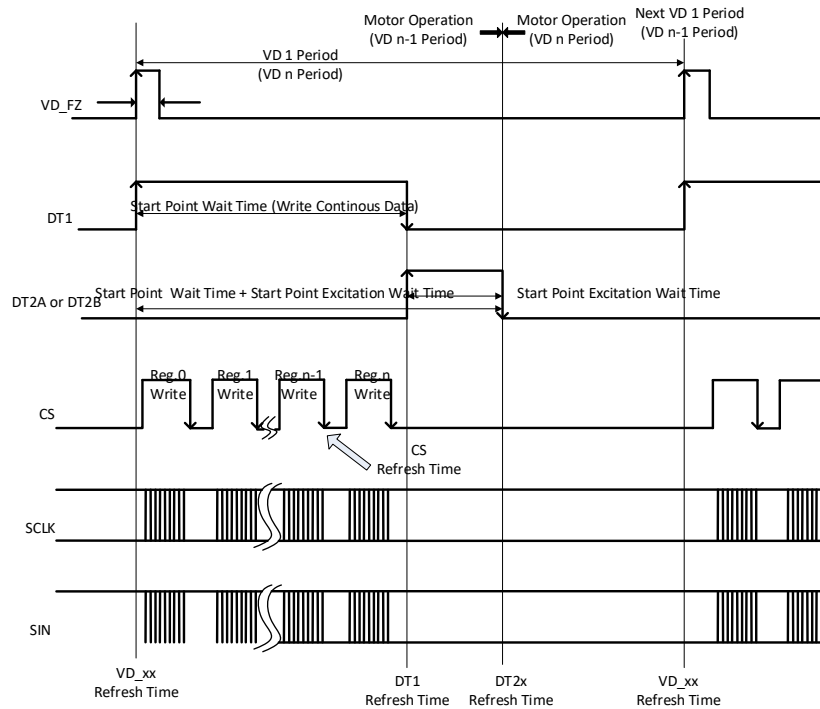 Motor Operation
(VD n-1 Period)
Motor Operation
(VD n Period)
Next VD 1 Period
(VD n-1 Period)
VD 1 Period
(VD n Period)
VD_FZ
Start Point Wait Time (Write Continous Data)
DT1
DT2A or DT2B
Start Point Wait Time + Start Point Excitation Wait Time
Start Point Excitation Wait Time
Reg.0
Write
Reg.1
Write
Reg.n-1
Write
Reg.n
Write
CS
CS
Refresh Time
SCLK
SIN
VD_xx
Refresh Time
DT1
Refresh Time
DT2x
Refresh Time
VD_xx
Refresh Time